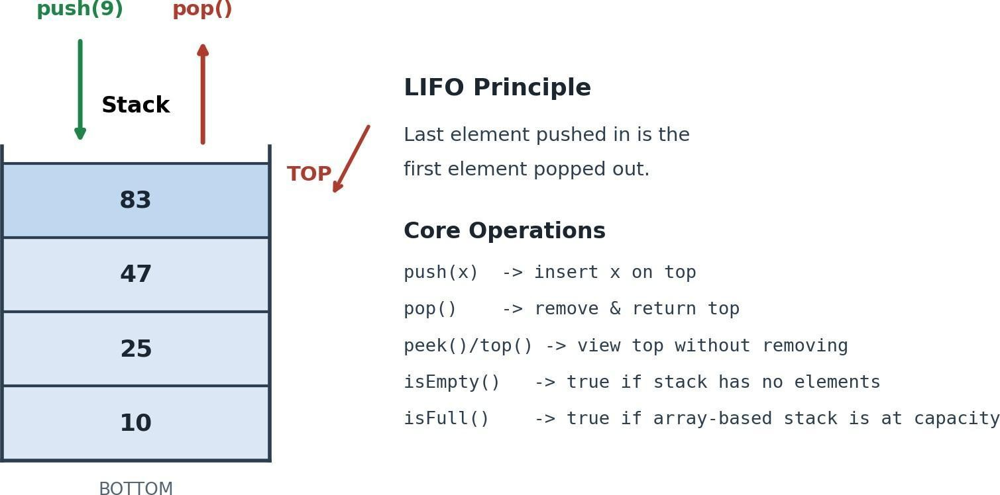 push(9) pop()
Stack
TOP
83
47
25
10
BOTTOM
LIFO Principle
Last element pushed in is the
first element popped out.
Core Operations
push(x)  -> insert x on top
pop()    -> remove & return top
peek()/top() -> view top without removing
isEmpty()   -> true if stack has no elements
isFull()    -> true if array-based stack is at capacity